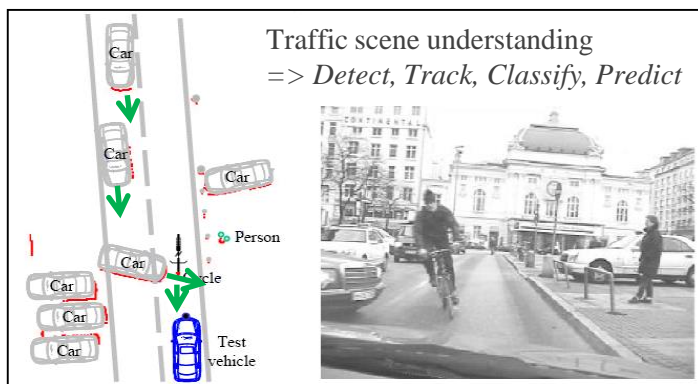 Traffic scene understanding
=> Detect, Track, Classify, Predict
Car
Car
Car
Person
Car
Car
Car
Car
Test
vehicle
CONTINENTAL